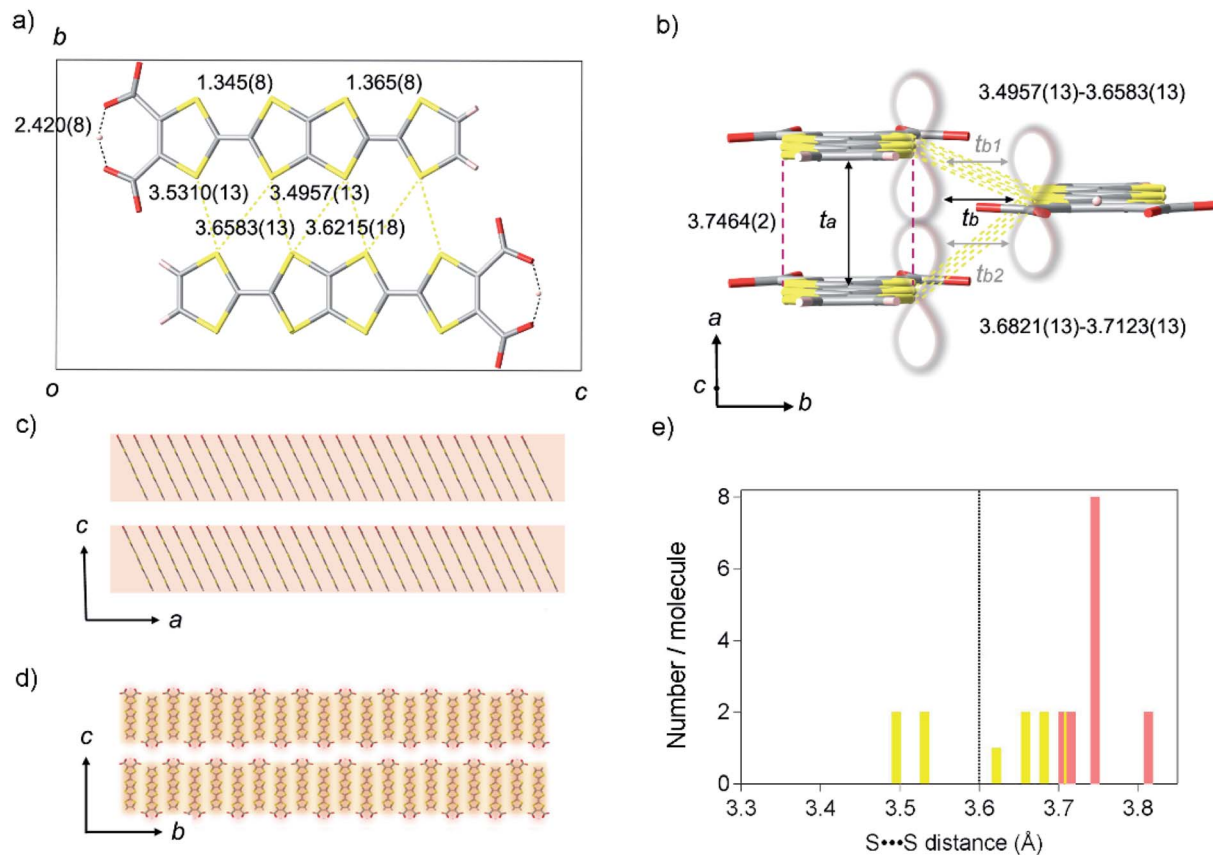 a)
b
1.345(8)
1.365(8)
2.420(8)
3.5310(13)
3.4957(13)
3.6583(13)
3.6215(18)
o
c
b)
3.4957(13)-3.6583(13)
tb1
3.7464(2)
ta
tb
tb2
3.6821(13)-3.7123(13)
a
c
b
c)
c
a
d)
c
b
e)
8
6
4
2
0
Number / molecule
3.3
3.4
3.5
3.6
3.7
3.8
S•••S distance (Å)